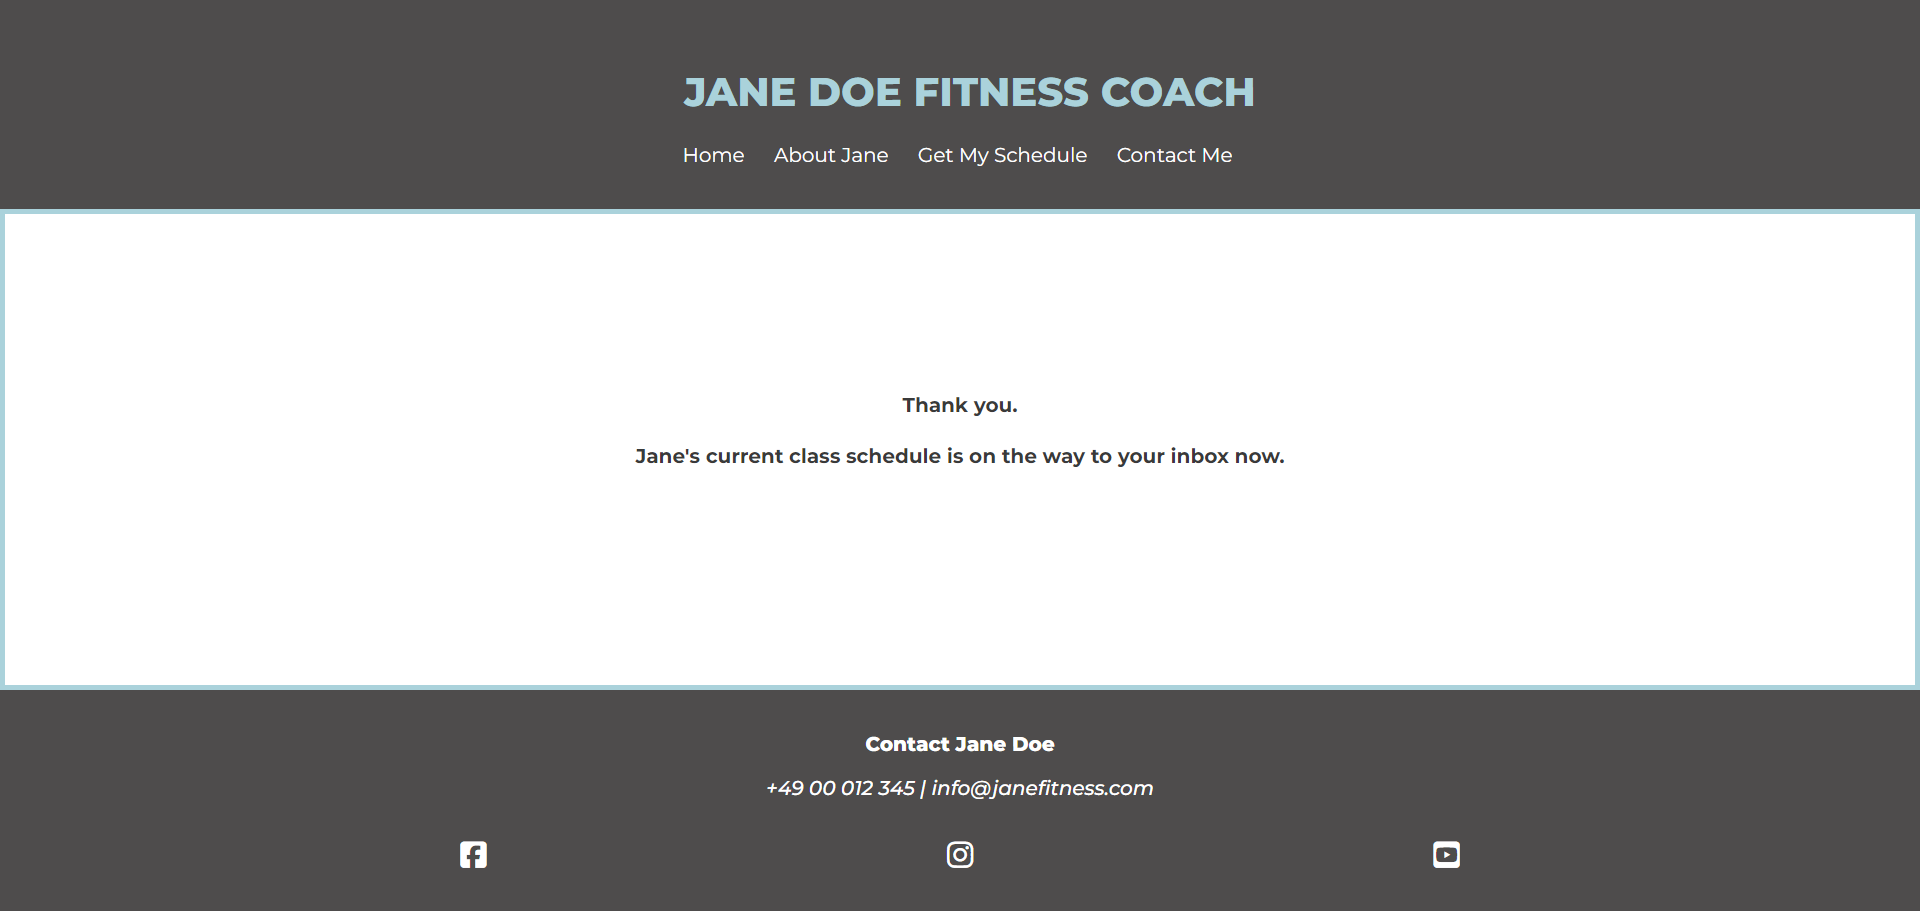 JANE DOE FITNESS COACH
Home About Jane Get My Schedule Contact Me
Thank you.
Jane's current class schedule is on the way to your inbox now.
Contact Jane Doe
+49 00 012 345 | info@janefitness.com